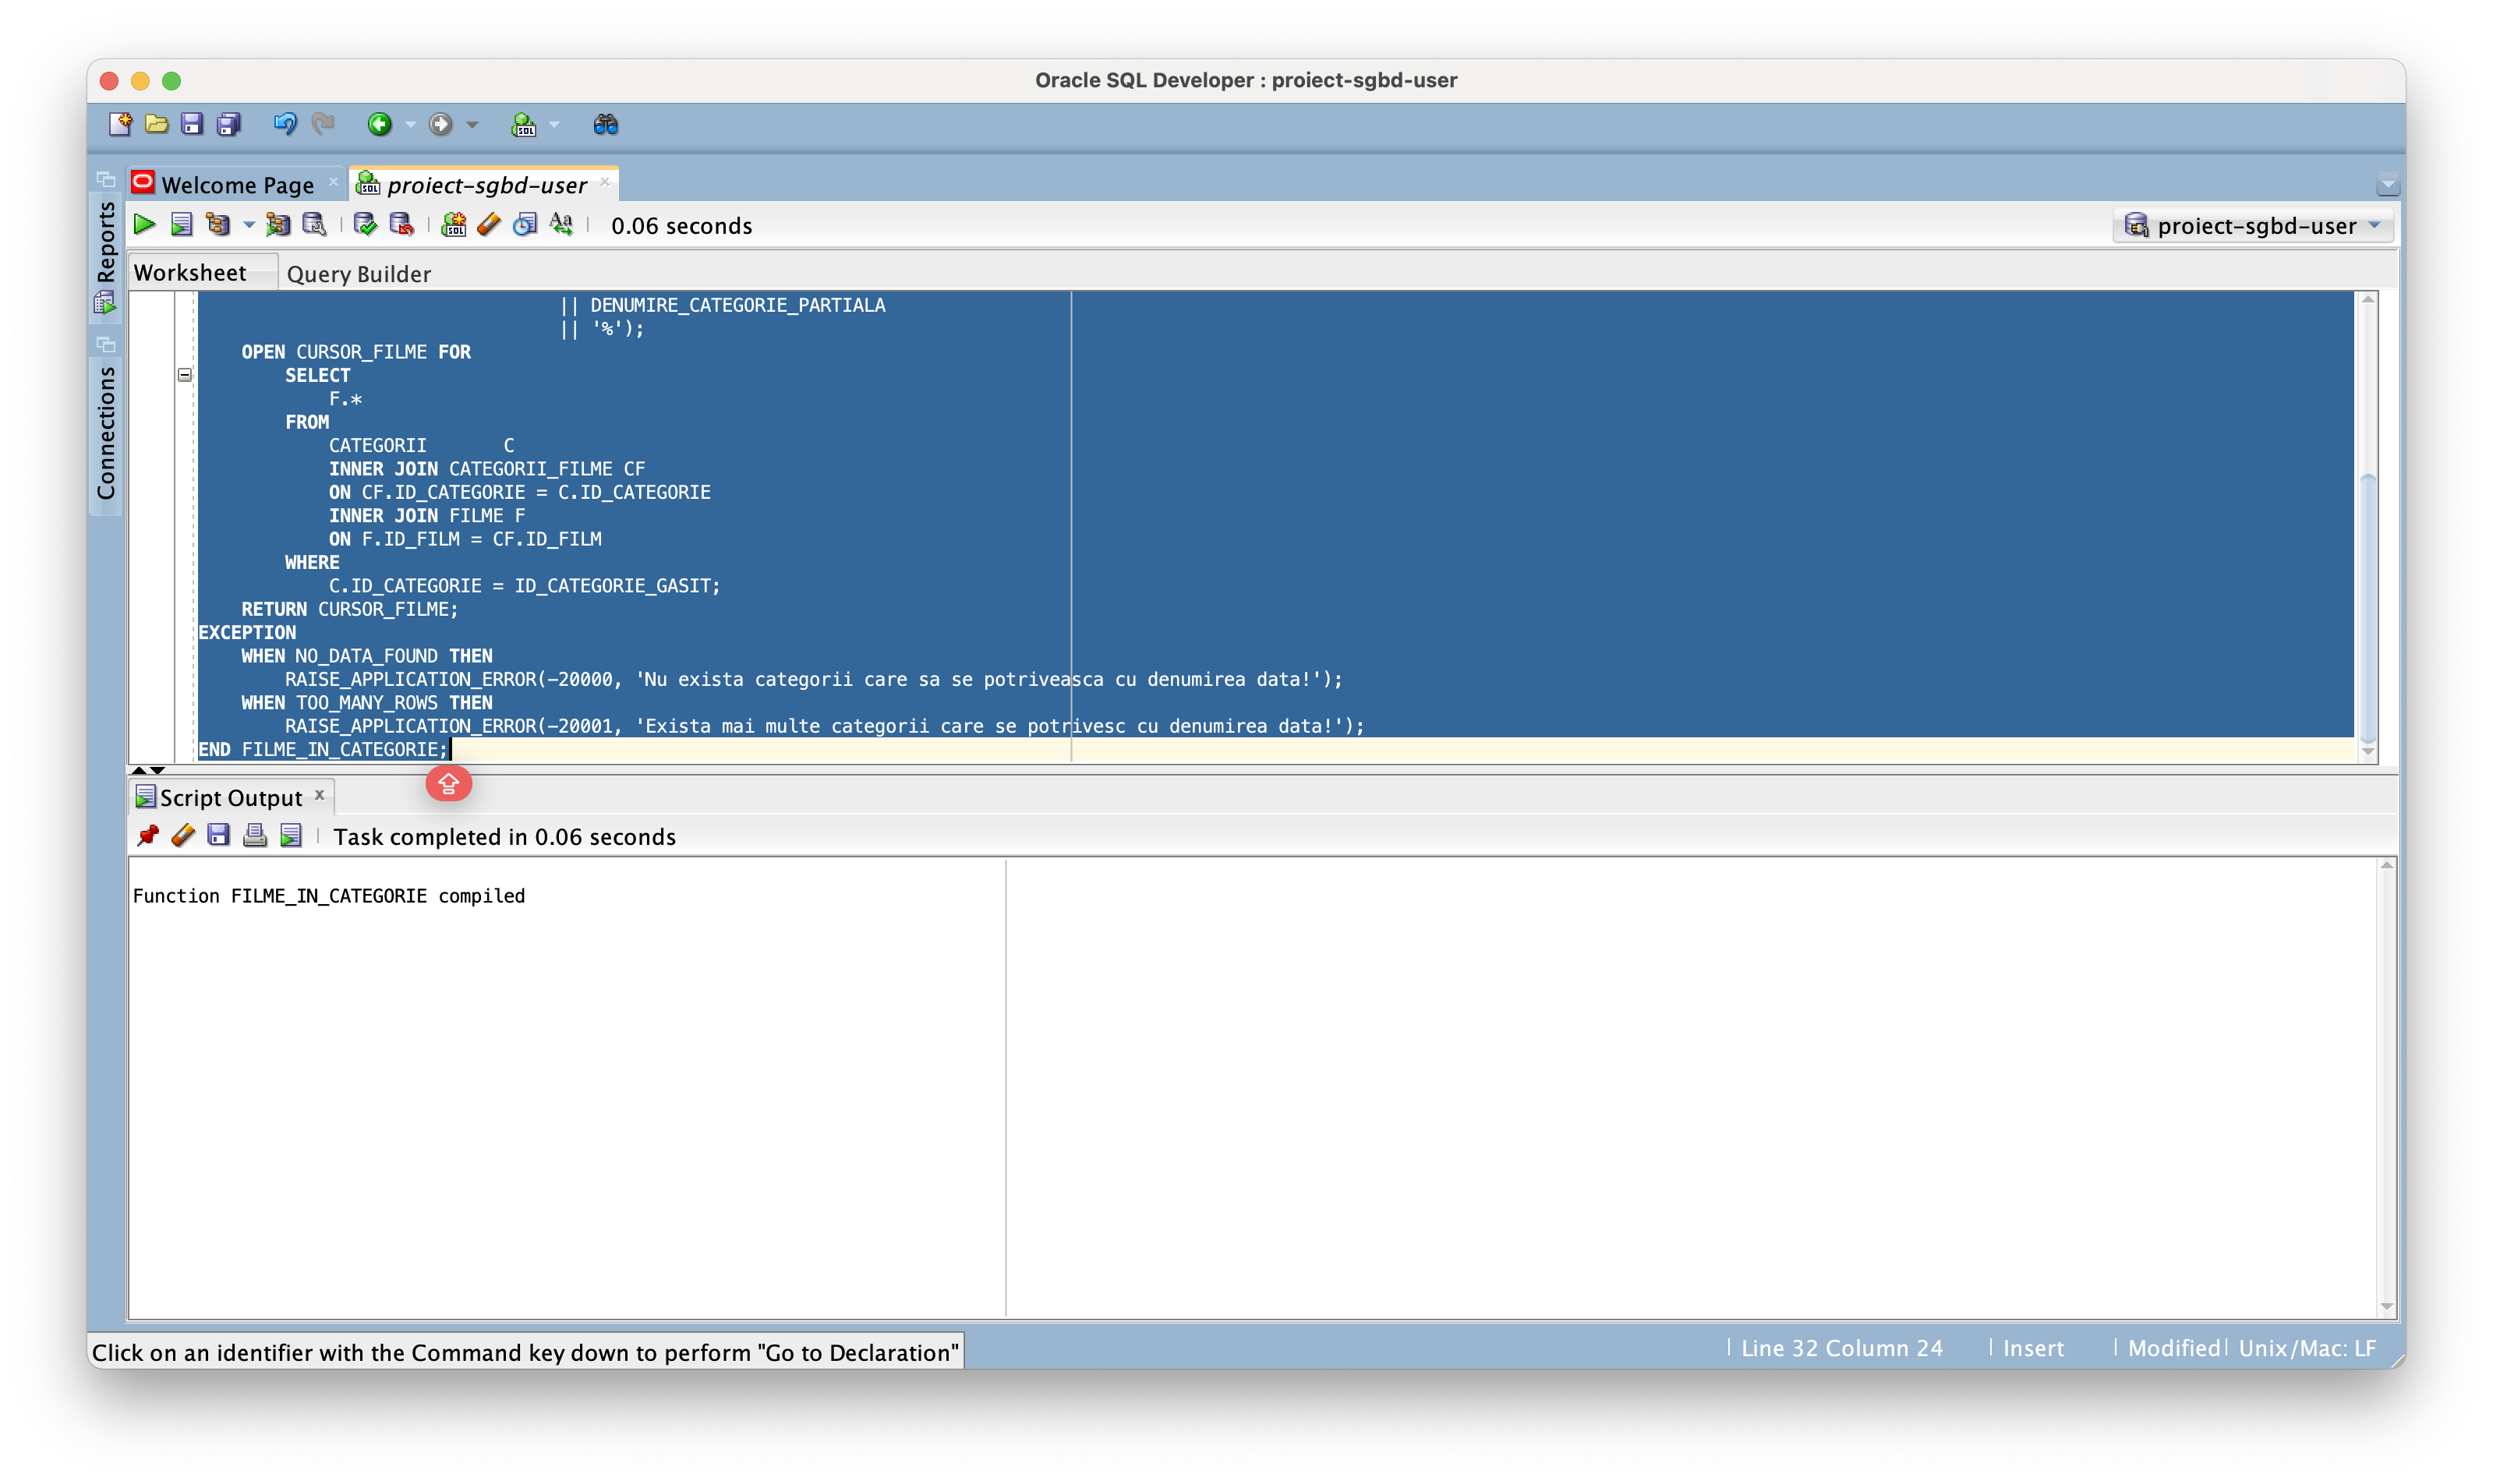 Oracle SQL Developer : proiect-sgbd-user
Welcome Page
proiect-sgbd-user
0.06 seconds
proiect-sgbd-user
Reports
Connections
Worksheet
Query Builder
|| DENUMIRE_CATEGORIE_PARTIALA
|| '%');
OPEN CURSOR_FILME FOR
SELECT
F.*
FROM
CATEGORII C
INNER JOIN CATEGORII_FILME CF
ON CF.ID_CATEGORIE = C.ID_CATEGORIE
INNER JOIN FILME F
ON F.ID_FILM = CF.ID_FILM
WHERE
C.ID_CATEGORIE = ID_CATEGORIE_GASIT;
RETURN CURSOR_FILME;
EXCEPTION
WHEN NO_DATA_FOUND THEN
RAISE_APPLICATION_ERROR(-20000, 'Nu exista categorii care sa se potriveasca cu denumirea data!');
WHEN TOO_MANY_ROWS THEN
RAISE_APPLICATION_ERROR(-20001, 'Exista mai multe categorii care se potrivesc cu denumirea data!');
END FILME_IN_CATEGORIE;
Script Output
Task completed in 0.06 seconds
Function FILME_IN_CATEGORIE compiled
Click on an identifier with the Command key down to perform "Go to Declaration"
Line 32 Column 24
Insert
Modified
Unix/Mac: LF